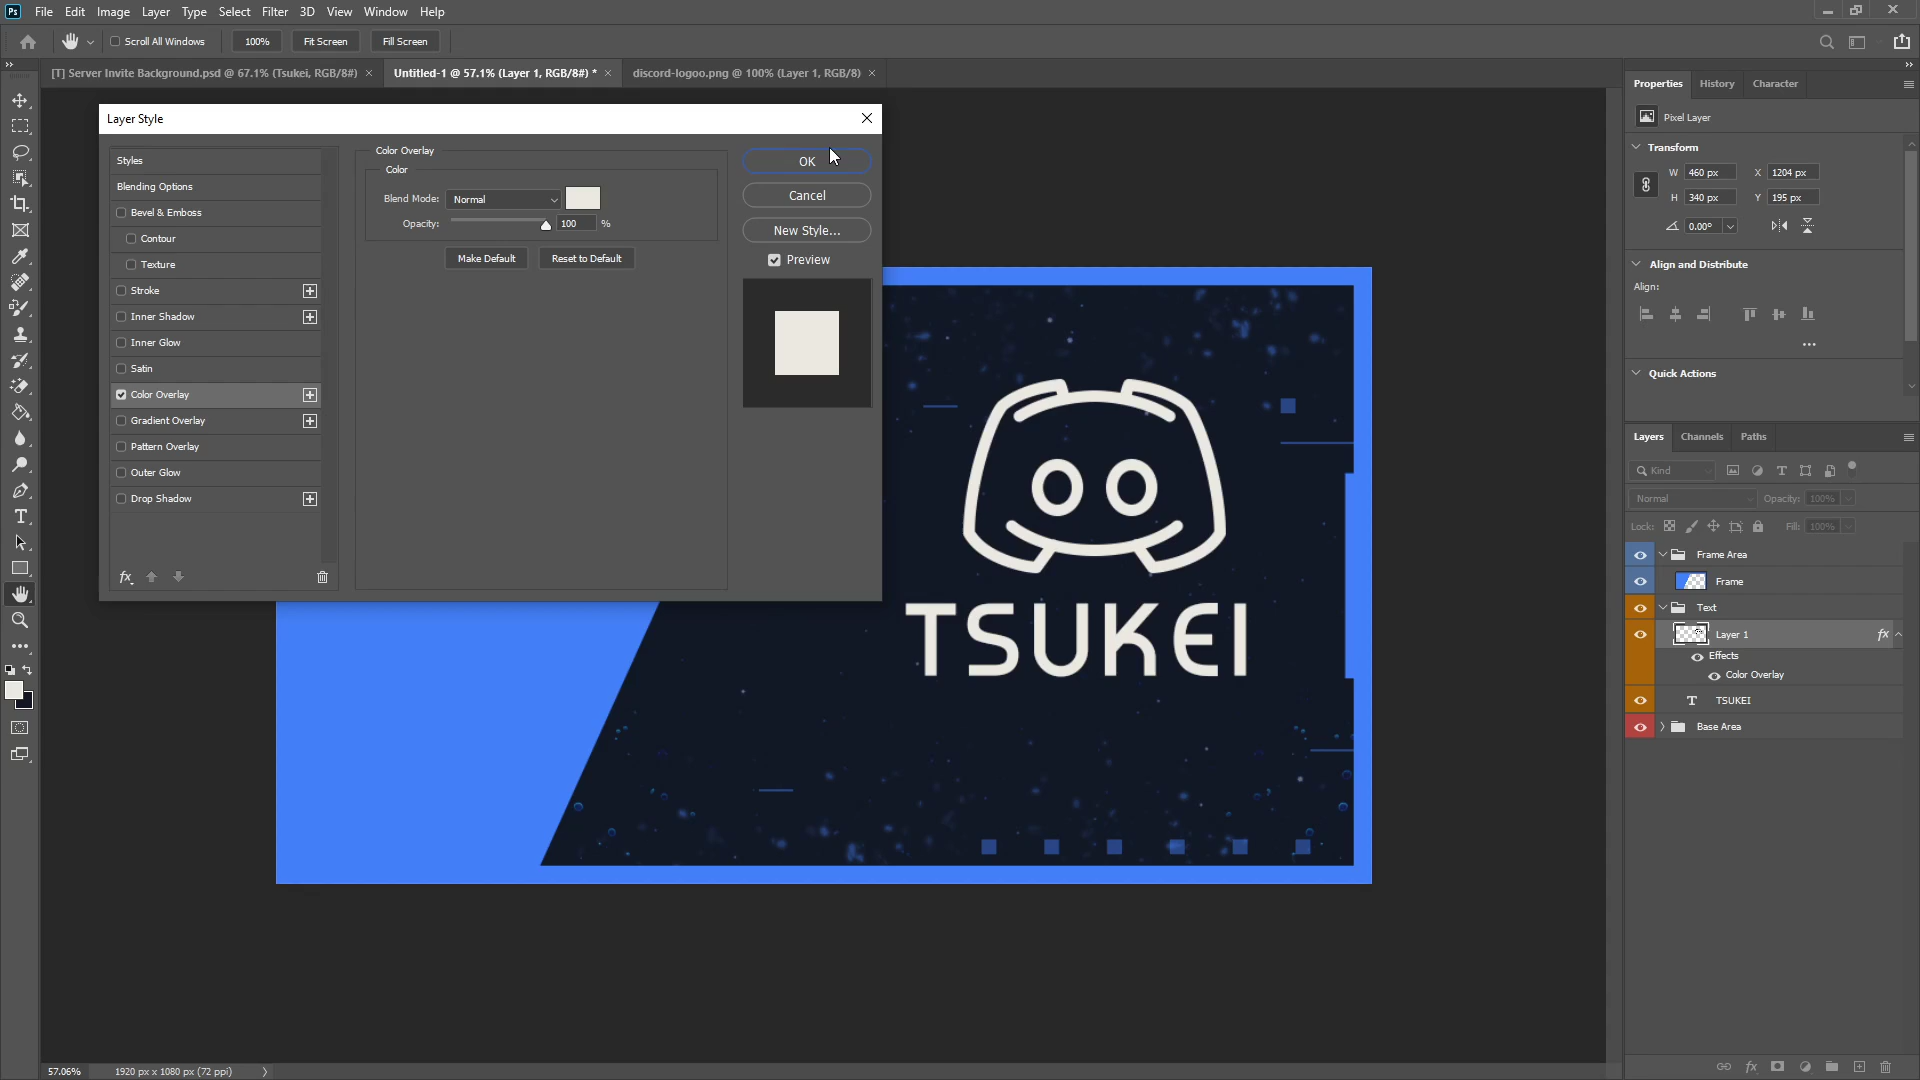 Ps File Edit Image Layer Type Select Filter 3D View Window Help
Scroll All Windows 100% Fit Screen Fill Screen
[T] Server Invite Background.psd @ 67.1% (Tsukei, RGB/8#) × Untitled-1 @ 57.1% (Layer 1, RGB/8#) * × discord-logoo.png @ 100% (Layer 1, RGB/8) ×
Layer Style
Styles
Blending Options
Bevel & Emboss
Contour
Texture
Stroke
Inner Shadow
Inner Glow
Satin
Color Overlay
Gradient Overlay
Pattern Overlay
Outer Glow
Drop Shadow
fx
Color Overlay
Color
Blend Mode: Normal
Opacity: 100 %
Make Default Reset to Default
OK
Cancel
New Style...
Preview
TSUKEI
Properties History Character
Pixel Layer
Transform
W 460 px X 1204 px
H 340 px Y 195 px
0.00°
Align and Distribute
Align:
Quick Actions
Layers Channels Paths
Kind
Normal Opacity: 100%
Lock: Fill: 100%
Frame Area
Frame
Text
Layer 1 fx
Effects
Color Overlay
T TSUKEI
Base Area
fx
57.06% 1920 px x 1080 px (72 ppi)